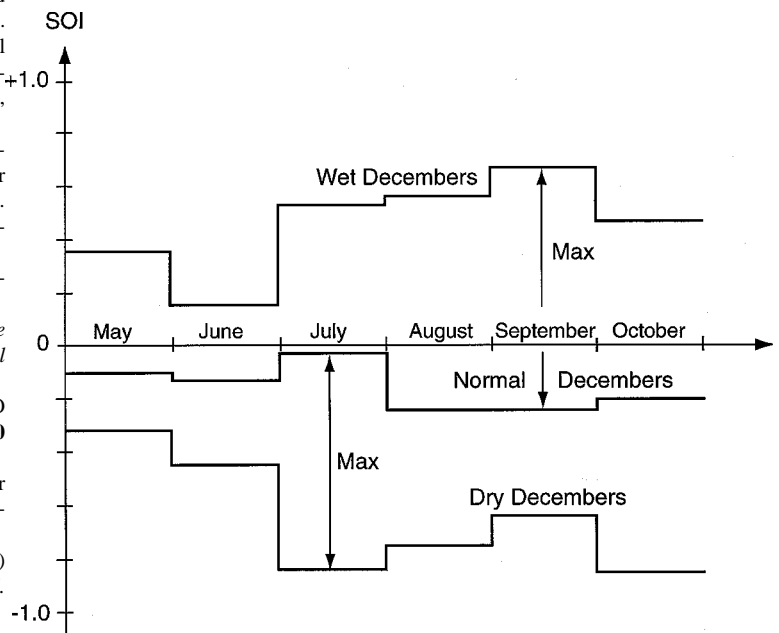 SOI
+1.0
Wet Decembers
Max
0 May June July August September October
Normal Decembers
Max
Dry Decembers
-1.0